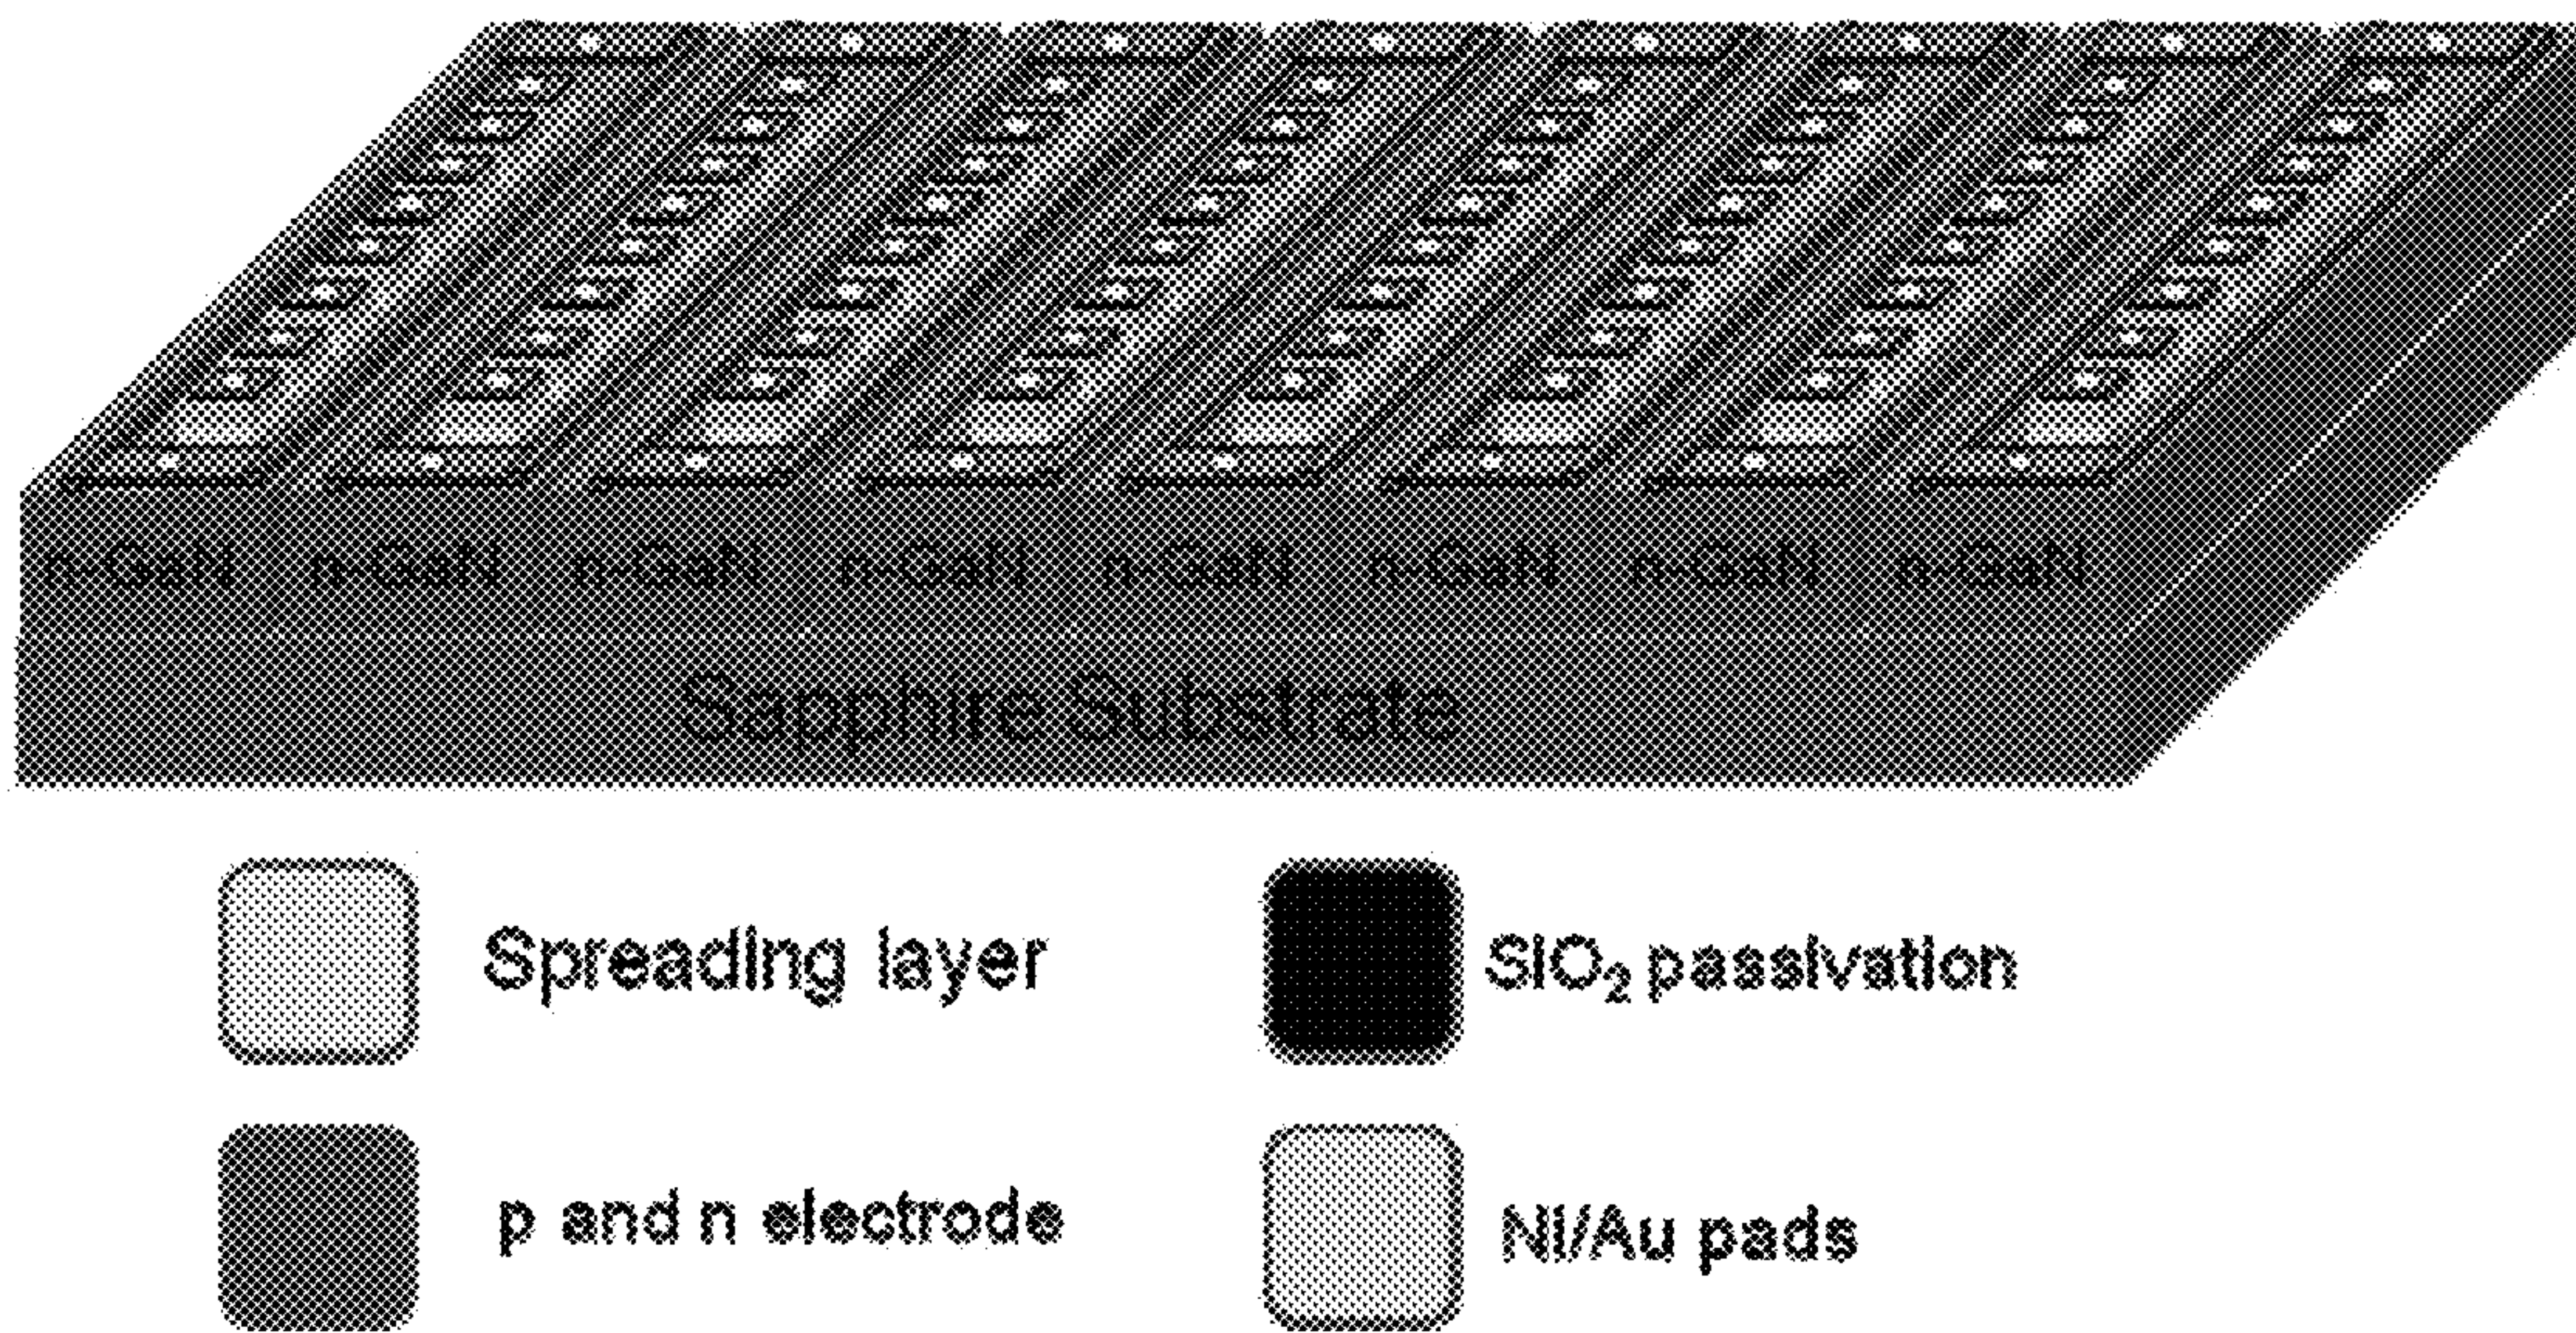 n-GaN n-GaN n-GaN n-GaN n-GaN n-GaN n-GaN n-GaN
Sapphire Substrate
Spreading layer
SiO₂ passivation
p and n electrode
Ni/Au pads